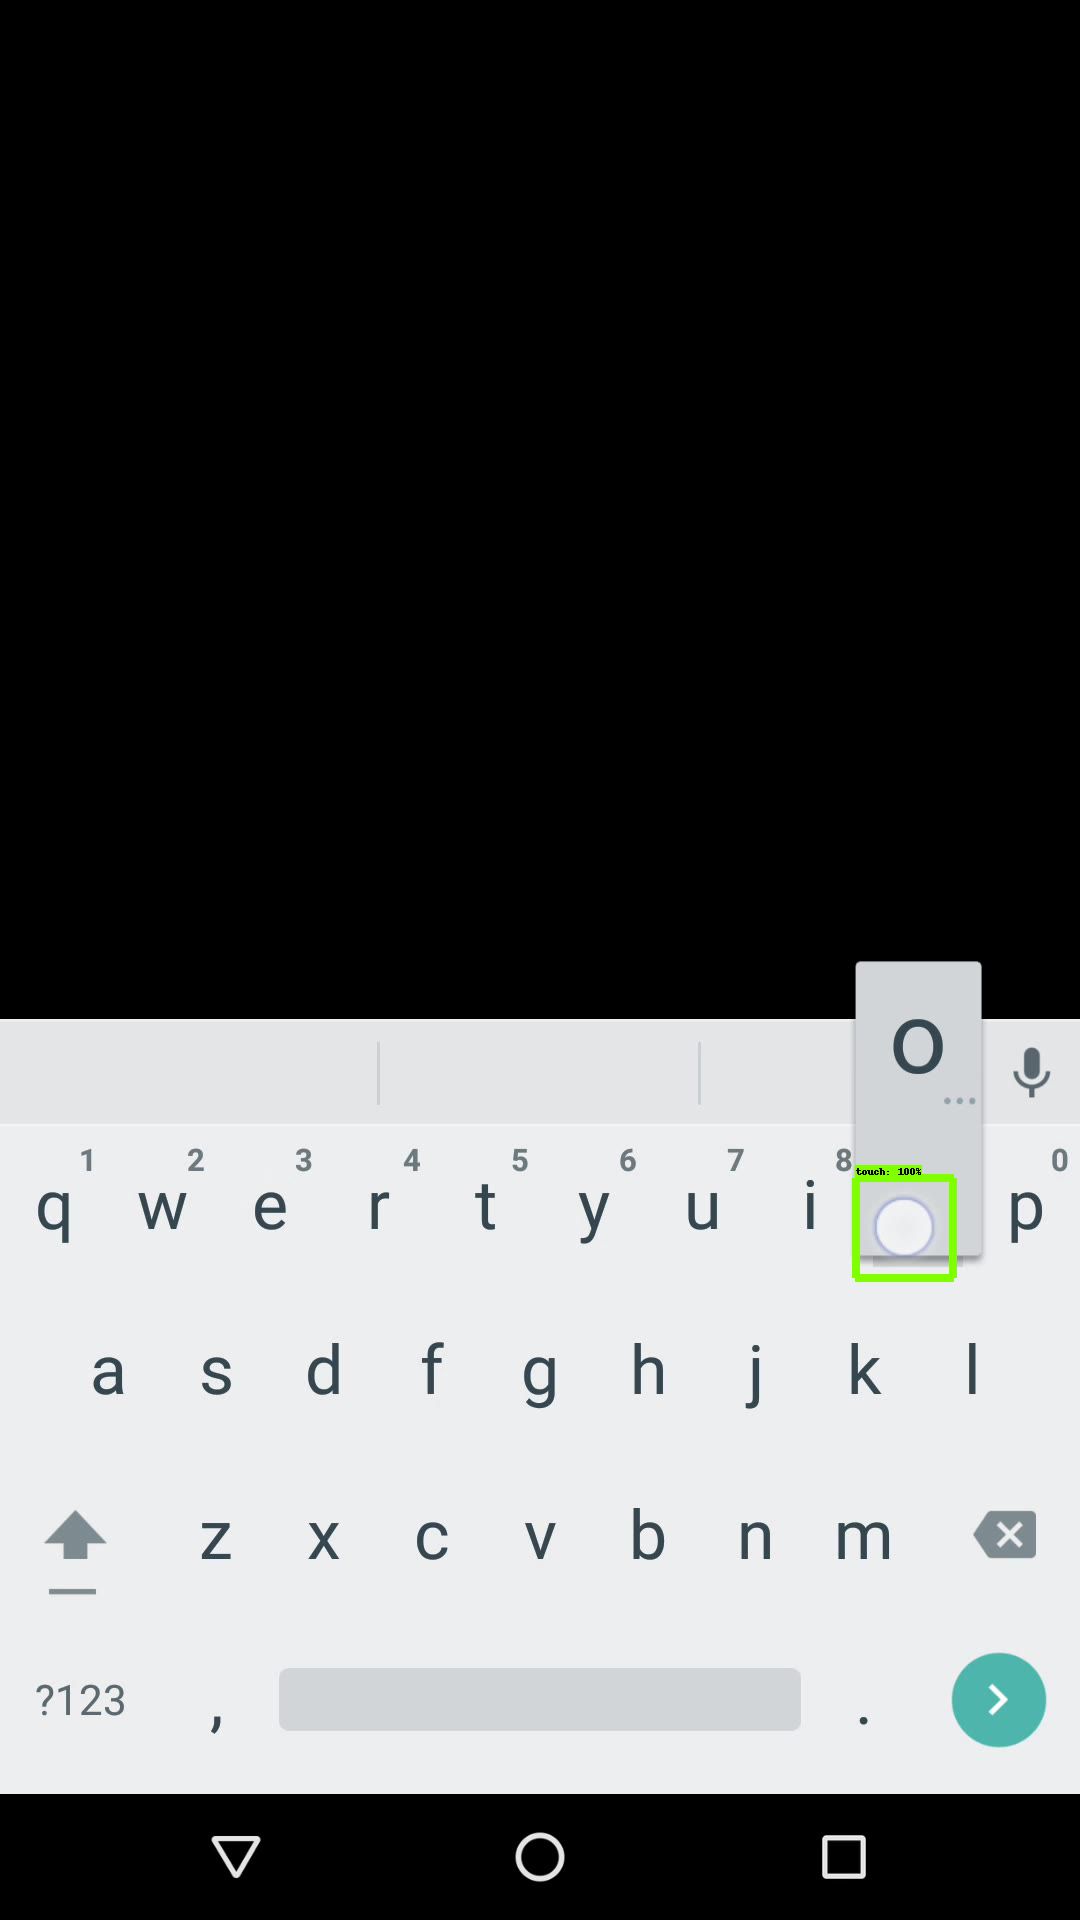 o
...
1 2 3 4 5 6 7 8 0
touch: 100%
q w e r t y u i p
a s d f g h j k l
z x c v b n m
?123 , .